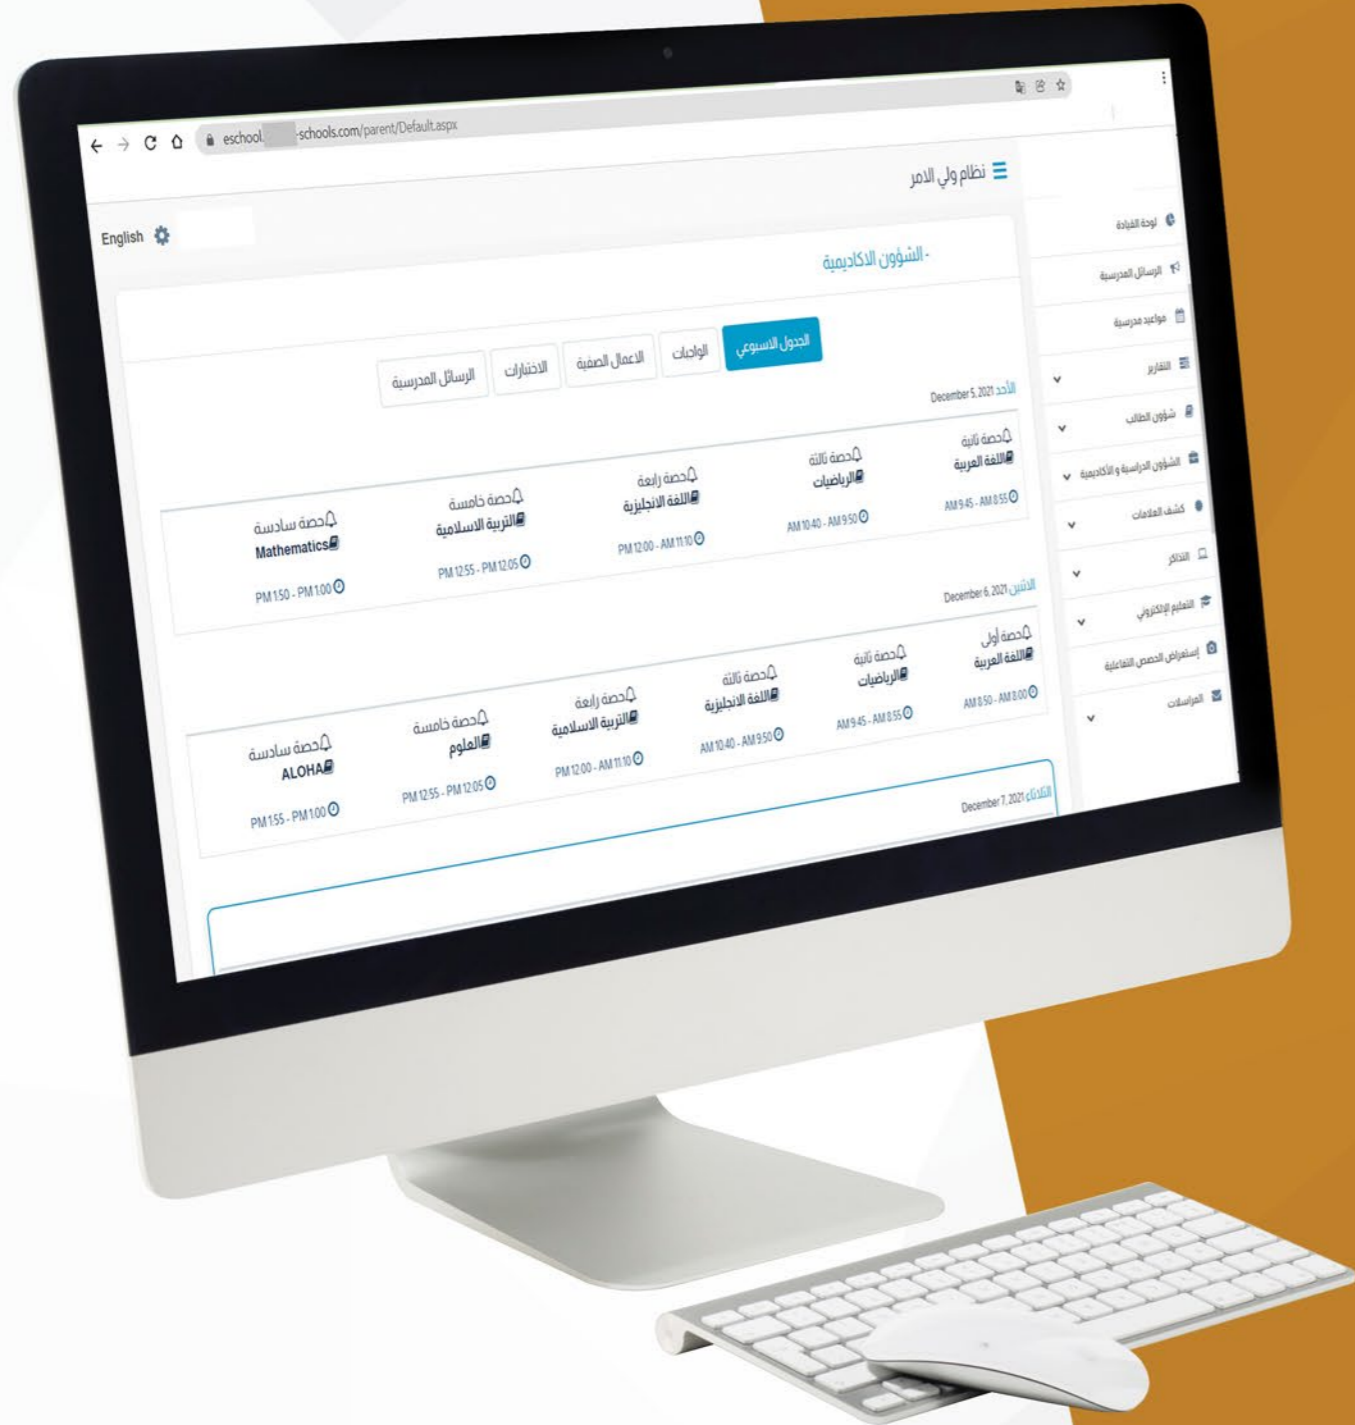 eschool. -schools.com/parent/Default.aspx
نظام ولي الامر
English
لوحة القيادة
الرسائل المدرسية
مواعيد مدرسية
التقارير
شؤون الطالب
الشؤون الدراسية و الأكاديمية
كشف العلامات
التذاكر
التعليم الإلكتروني
إستعراض الحصص التفاعلية
المراسلات
- الشؤون الاكاديمية
الجدول الاسبوعي الواجبات الاعمال الصفية الاختبارات الرسائل المدرسية
الأحد December 5, 2021
حصة ثانية حصة ثالثة حصة رابعة حصة خامسة حصة سادسة
اللغة العربية الرياضيات اللغة الانجليزية التربية الاسلامية Mathematics
AM 9:45 - AM 8:55 AM 10:40 - AM 9:50 PM 12:00 - AM 11:10 PM 12:55 - PM 12:05 PM 1:50 - PM 1:00
الاثنين December 6, 2021
حصة أولى حصة ثانية حصة ثالثة حصة رابعة حصة خامسة حصة سادسة
اللغة العربية الرياضيات اللغة الانجليزية التربية الاسلامية العلوم ALOHA
AM 8:50 - AM 8:00 AM 9:45 - AM 8:55 AM 10:40 - AM 9:50 PM 12:00 - AM 11:10 PM 12:55 - PM 12:05 PM 1:55 - PM 1:00
الثلاثاء December 7, 2021